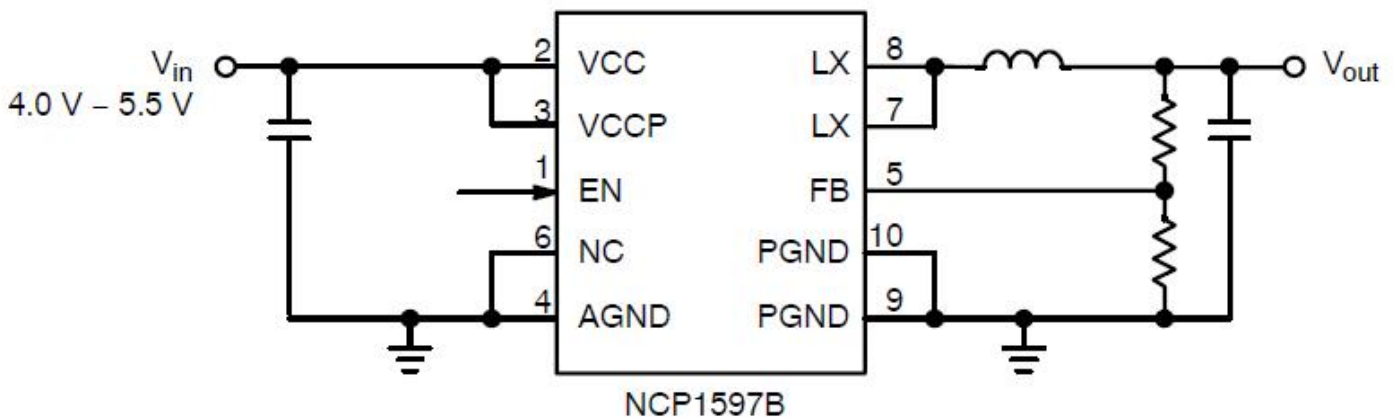 V_in
4.0 V – 5.5 V
2
VCC
3
VCCP
1
EN
6
NC
4
AGND
LX
8
LX
7
FB
5
PGND
10
PGND
9
V_out
NCP1597B